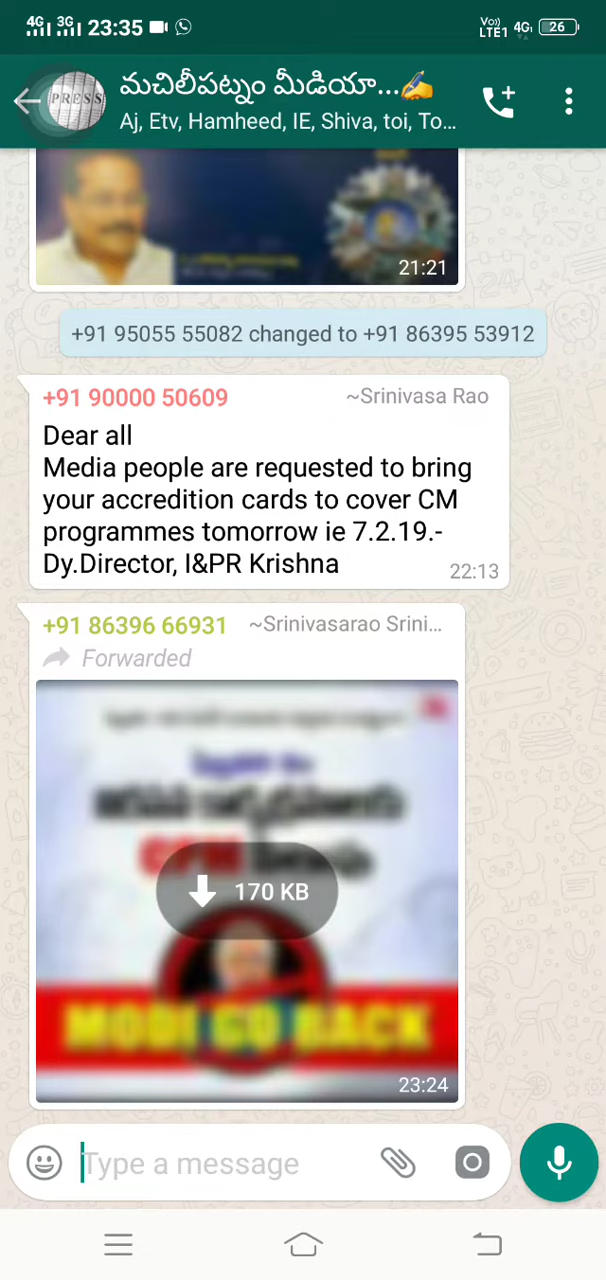 4G 3G 23:35 Vo)) LTE1 4G 26
PRESS
మచిలీపట్నం మీడియా...✍️
Aj, Etv, Hamheed, IE, Shiva, toi, To...
21:21
+91 95055 55082 changed to +91 86395 53912
+91 90000 50609 ~Srinivasa Rao
Dear all
Media people are requested to bring
your accredition cards to cover CM
programmes tomorrow ie 7.2.19.-
Dy.Director, I&PR Krishna
22:13
+91 86396 66931 ~Srinivasarao Srini...
Forwarded
170 KB
MODI GO BACK
23:24
Type a message